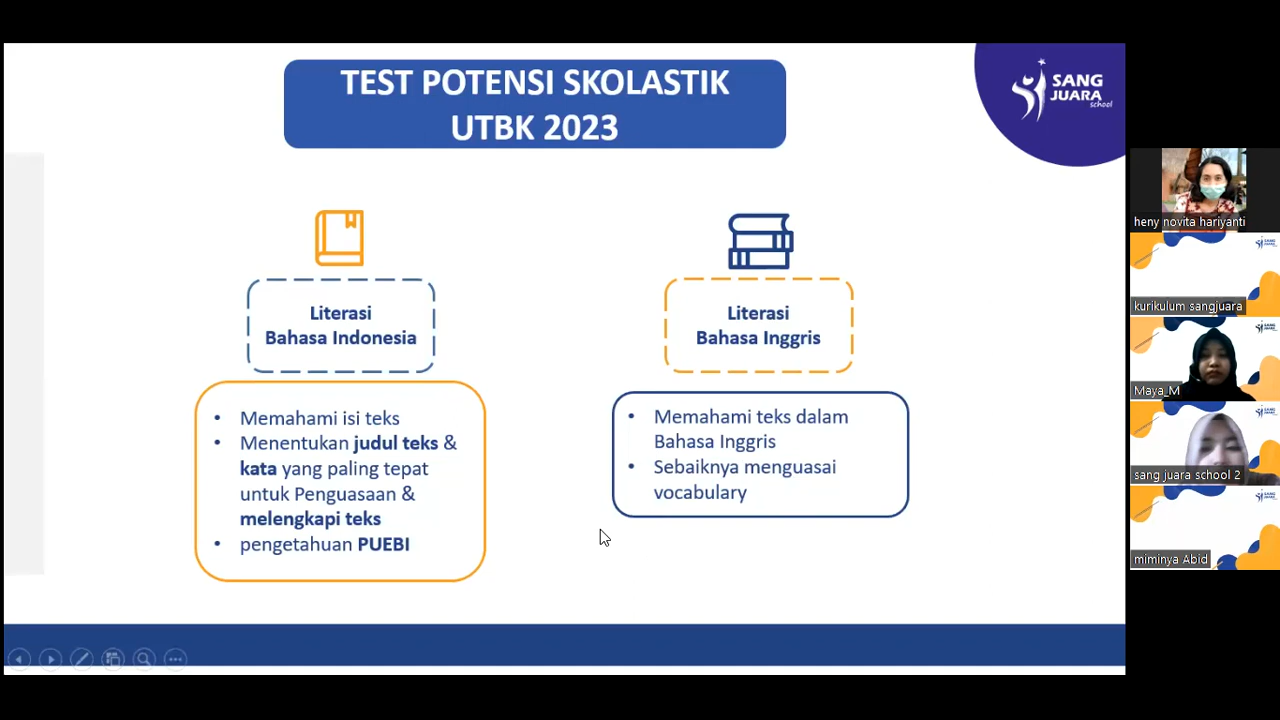 TEST POTENSI SKOLASTIK
UTBK 2023
SANG
JUARA
school
Literasi
Bahasa Indonesia
• Memahami isi teks
• Menentukan judul teks &
kata yang paling tepat
untuk Penguasaan &
melengkapi teks
• pengetahuan PUEBI
Literasi
Bahasa Inggris
• Memahami teks dalam
Bahasa Inggris
• Sebaiknya menguasai
vocabulary
heny novita hariyanti
kurikulum sangjuara
Maya_M
sang juara school 2
miminya Abid